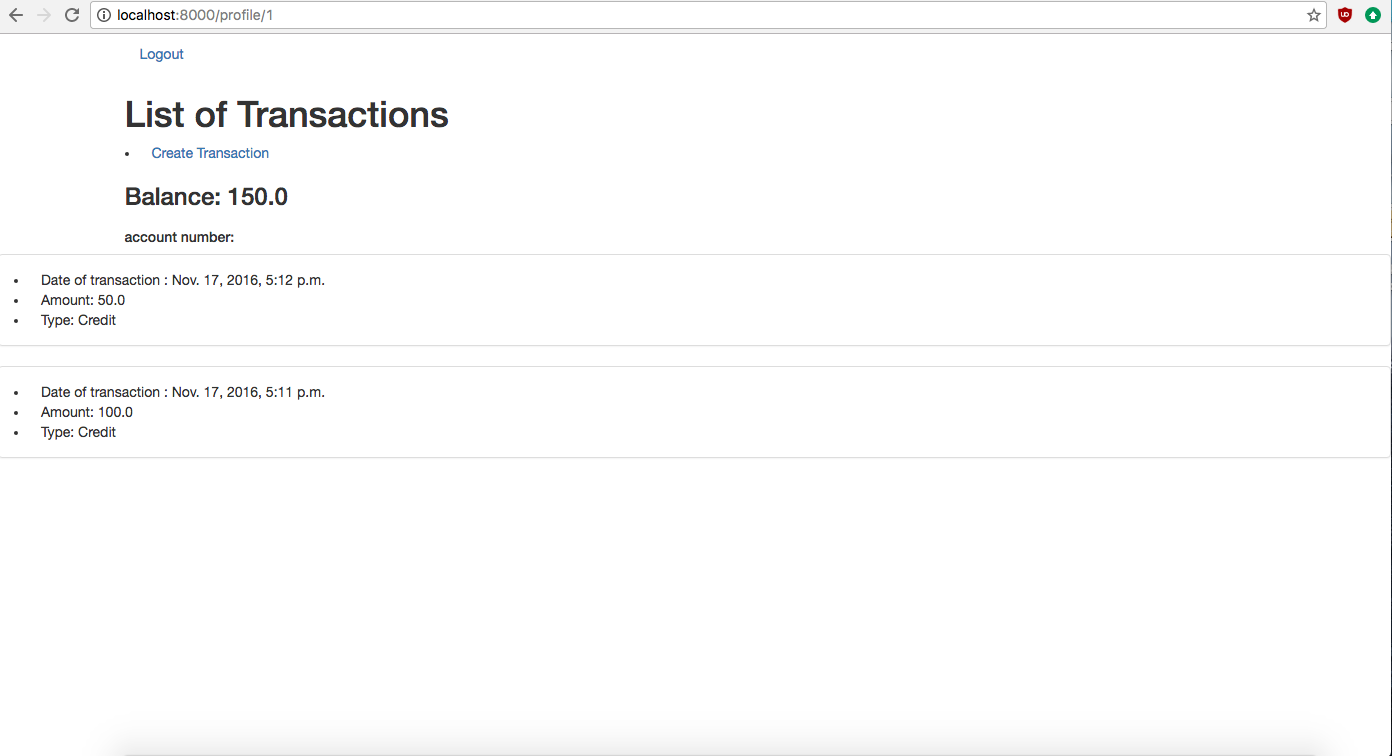 localhost:8000/profile/1
Logout
List of Transactions
• Create Transaction
Balance: 150.0
account number:
• Date of transaction : Nov. 17, 2016, 5:12 p.m.
• Amount: 50.0
• Type: Credit
• Date of transaction : Nov. 17, 2016, 5:11 p.m.
• Amount: 100.0
• Type: Credit